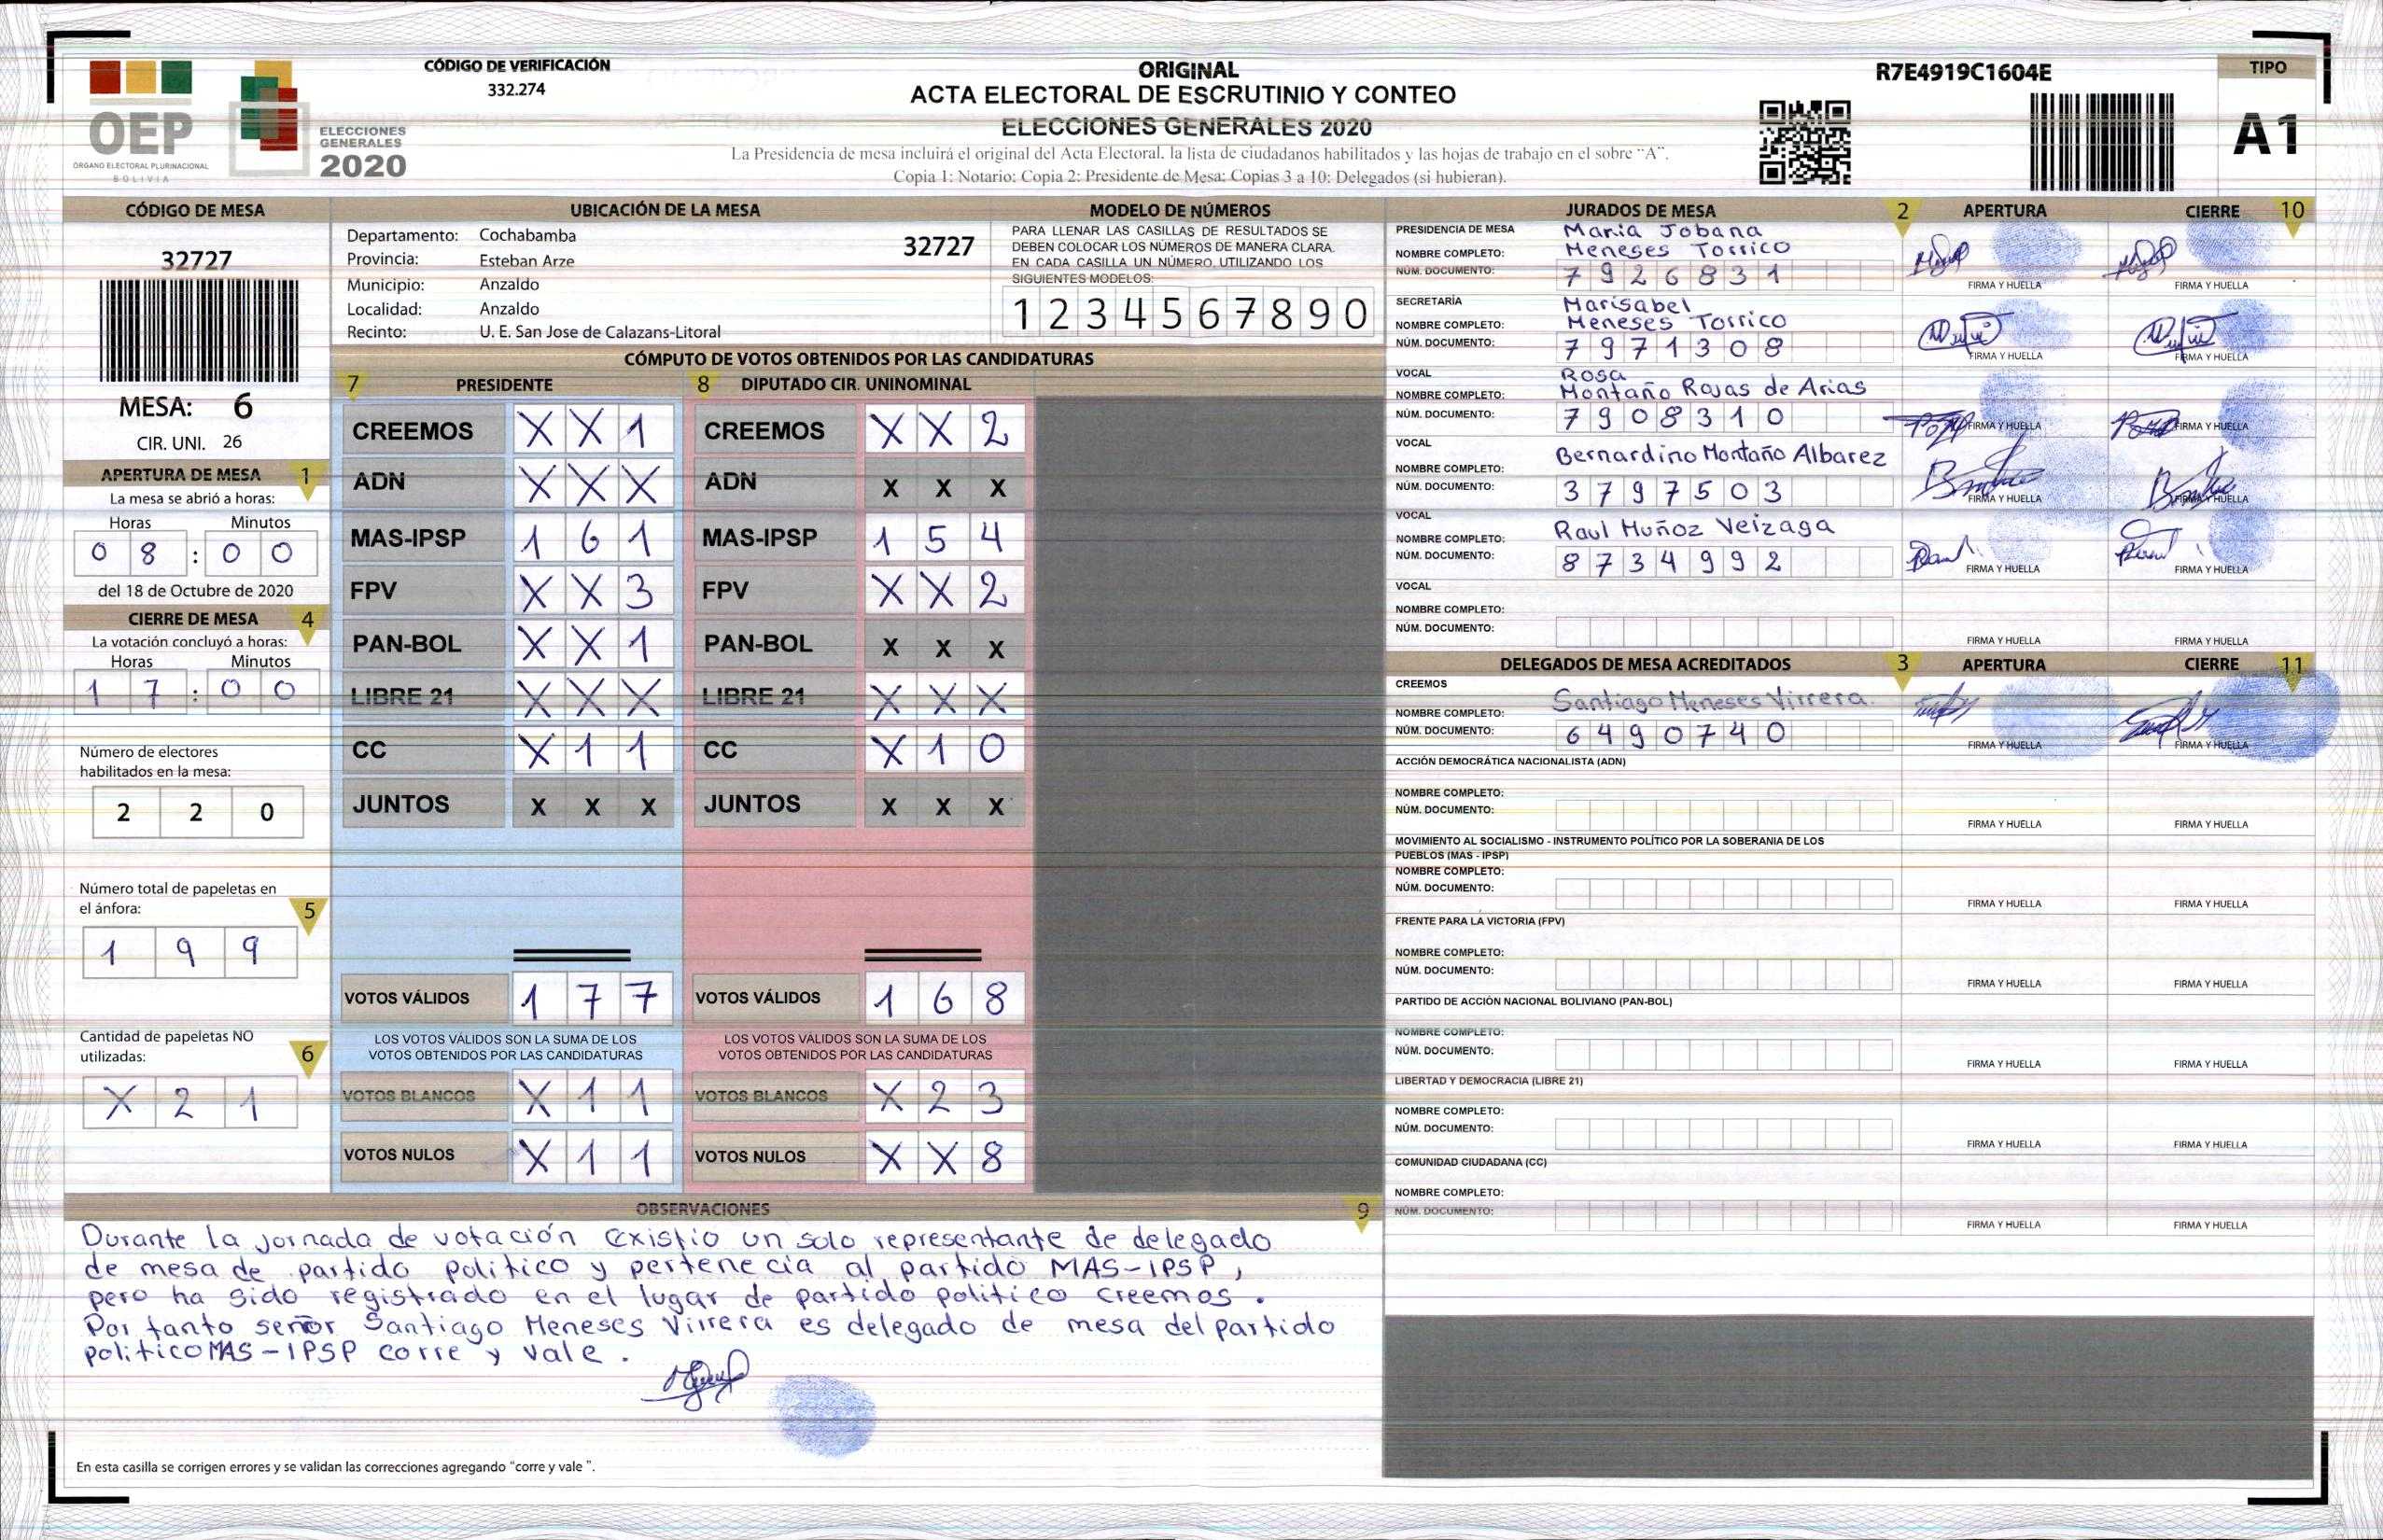 CÓDIGO DE VERIFICACIÓN
332.274
OEP
ÓRGANO ELECTORAL PLURINACIONAL
BOLIVIA
ELECCIONES
GENERALES
2020
ORIGINAL
ACTA ELECTORAL DE ESCRUTINIO Y CONTEO
ELECCIONES GENERALES 2020
La Presidencia de mesa incluirá el original del Acta Electoral, la lista de ciudadanos habilitados y las hojas de trabajo en el sobre "A".
Copia 1: Notario; Copia 2: Presidente de Mesa; Copias 3 a 10: Delegados (si hubieran).
R7E4919C1604E
TIPO
A1
CÓDIGO DE MESA
32727
MESA: 6
CIR. UNI. 26
APERTURA DE MESA 1
La mesa se abrió a horas:
Horas Minutos
0 8 : 0 0
del 18 de Octubre de 2020
CIERRE DE MESA 4
La votación concluyó a horas:
Horas Minutos
1 7 : 0 0
Número de electores
habilitados en la mesa:
2 2 0
Número total de papeletas en
el ánfora: 5
1 9 9
Cantidad de papeletas NO
utilizadas: 6
X 2 1
UBICACIÓN DE LA MESA
Departamento: Cochabamba 32727
Provincia: Esteban Arze
Municipio: Anzaldo
Localidad: Anzaldo
Recinto: U. E. San Jose de Calazans-Litoral
MODELO DE NÚMEROS
PARA LLENAR LAS CASILLAS DE RESULTADOS SE
DEBEN COLOCAR LOS NÚMEROS DE MANERA CLARA.
EN CADA CASILLA UN NÚMERO, UTILIZANDO LOS
SIGUIENTES MODELOS:
1 2 3 4 5 6 7 8 9 0
CÓMPUTO DE VOTOS OBTENIDOS POR LAS CANDIDATURAS
7 PRESIDENTE 8 DIPUTADO CIR. UNINOMINAL
CREEMOS X X 1 CREEMOS X X 2
ADN X X X ADN X X X
MAS-IPSP 1 6 1 MAS-IPSP 1 5 4
FPV X X 3 FPV X X 2
PAN-BOL X X 1 PAN-BOL X X X
LIBRE 21 X X X LIBRE 21 X X X
CC X 1 1 CC X 1 0
JUNTOS X X X JUNTOS X X X
VOTOS VÁLIDOS 1 7 7 VOTOS VÁLIDOS 1 6 8
LOS VOTOS VÁLIDOS SON LA SUMA DE LOS LOS VOTOS VÁLIDOS SON LA SUMA DE LOS
VOTOS OBTENIDOS POR LAS CANDIDATURAS VOTOS OBTENIDOS POR LAS CANDIDATURAS
VOTOS BLANCOS X 1 1 VOTOS BLANCOS X 2 3
VOTOS NULOS X 1 1 VOTOS NULOS X X 8
OBSERVACIONES 9
Durante la jornada de votación existio un solo representante de delegado
de mesa de partido politico y pertenecia al partido MAS-IPSP,
pero ha sido registrado en el lugar de partido politico creemos.
Por tanto señor Santiago Meneses Virrera es delegado de mesa del partido
politico MAS-IPSP corre y vale.
En esta casilla se corrigen errores y se validan las correcciones agregando "corre y vale ".
JURADOS DE MESA 2 APERTURA CIERRE 10
PRESIDENCIA DE MESA
Maria Jobana
NOMBRE COMPLETO: Meneses Torrico
NÚM. DOCUMENTO: 7 9 2 6 8 3 1
FIRMA Y HUELLA FIRMA Y HUELLA
SECRETARÍA
Marisabel
NOMBRE COMPLETO: Meneses Torrico
NÚM. DOCUMENTO: 7 9 7 1 3 0 8
FIRMA Y HUELLA FIRMA Y HUELLA
VOCAL
Rosa
NOMBRE COMPLETO: Montaño Rojas de Arias
NÚM. DOCUMENTO: 7 9 0 8 3 1 0
FIRMA Y HUELLA FIRMA Y HUELLA
VOCAL
NOMBRE COMPLETO: Bernardino Montaño Albarez
NÚM. DOCUMENTO: 3 7 9 7 5 0 3
FIRMA Y HUELLA FIRMA Y HUELLA
VOCAL
NOMBRE COMPLETO: Raul Muñoz Veizaga
NÚM. DOCUMENTO: 8 7 3 4 9 9 2
FIRMA Y HUELLA FIRMA Y HUELLA
VOCAL
NOMBRE COMPLETO:
NÚM. DOCUMENTO:
FIRMA Y HUELLA FIRMA Y HUELLA
DELEGADOS DE MESA ACREDITADOS 3 APERTURA CIERRE 11
CREEMOS
NOMBRE COMPLETO: Santiago Meneses Virrera.
NÚM. DOCUMENTO: 6 4 9 0 7 4 0
FIRMA Y HUELLA FIRMA Y HUELLA
ACCIÓN DEMOCRÁTICA NACIONALISTA (ADN)
NOMBRE COMPLETO:
NÚM. DOCUMENTO:
FIRMA Y HUELLA FIRMA Y HUELLA
MOVIMIENTO AL SOCIALISMO - INSTRUMENTO POLÍTICO POR LA SOBERANIA DE LOS
PUEBLOS (MAS - IPSP)
NOMBRE COMPLETO:
NÚM. DOCUMENTO:
FIRMA Y HUELLA FIRMA Y HUELLA
FRENTE PARA LA VICTORIA (FPV)
NOMBRE COMPLETO:
NÚM. DOCUMENTO:
FIRMA Y HUELLA FIRMA Y HUELLA
PARTIDO DE ACCIÓN NACIONAL BOLIVIANO (PAN-BOL)
NOMBRE COMPLETO:
NÚM. DOCUMENTO:
FIRMA Y HUELLA FIRMA Y HUELLA
LIBERTAD Y DEMOCRACIA (LIBRE 21)
NOMBRE COMPLETO:
NÚM. DOCUMENTO:
FIRMA Y HUELLA FIRMA Y HUELLA
COMUNIDAD CIUDADANA (CC)
NOMBRE COMPLETO:
NÚM. DOCUMENTO:
FIRMA Y HUELLA FIRMA Y HUELLA